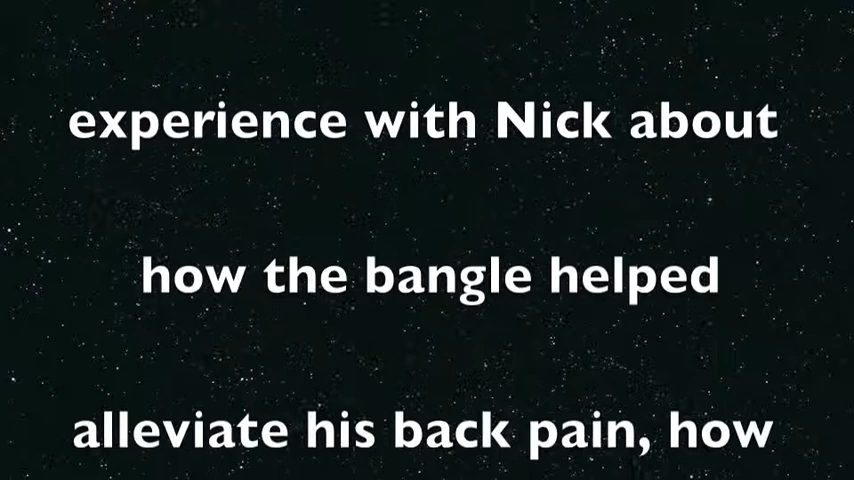 experience with Nick about
how the bangle helped
alleviate his back pain, how